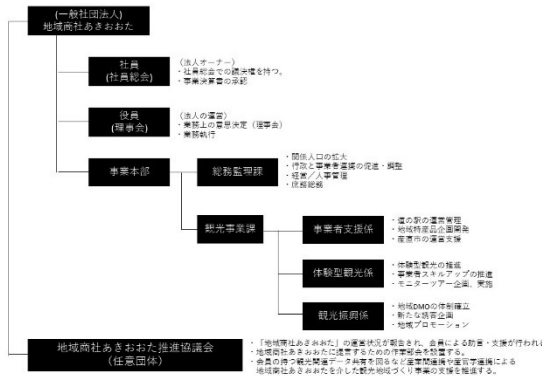 (一般社団法人)
地域商社あきおおた
社員
(社員総会)
(法人オーナー)
・社員総会での議決権を持つ。
・事業決算書の承認
役員
(理事会)
(法人の運営)
・業務上の意思決定(理事会)
・業務執行
事業本部
総務監理課
・関係人口の拡大
・行政と事業者連携の促進・調整
・経営/人事管理
・庶務総務
観光事業課
事業者支援係
・道の駅の運営管理
・地域特産品企画開発
・産直市の運営支援
体験型観光係
・体験型観光の推進
・事業者スキルアップの推進
・モニターツアー企画、実施
観光振興係
・地域DMOの体制確立
・新たな誘客企画
・地域プロモーション
地域商社あきおおた推進協議会
(任意団体)
・「地域商社あきおおた」の運営状況が報告され、会員による助言・支援が行われる
・地域商社あきおおたに提言するための作業部会を設置する。
・会員の持つ観光関連データ共有を図るなど産業間連携や産官学連携による
地域商社あきおおたを介した観光地域づくり事業の支援を推進する。